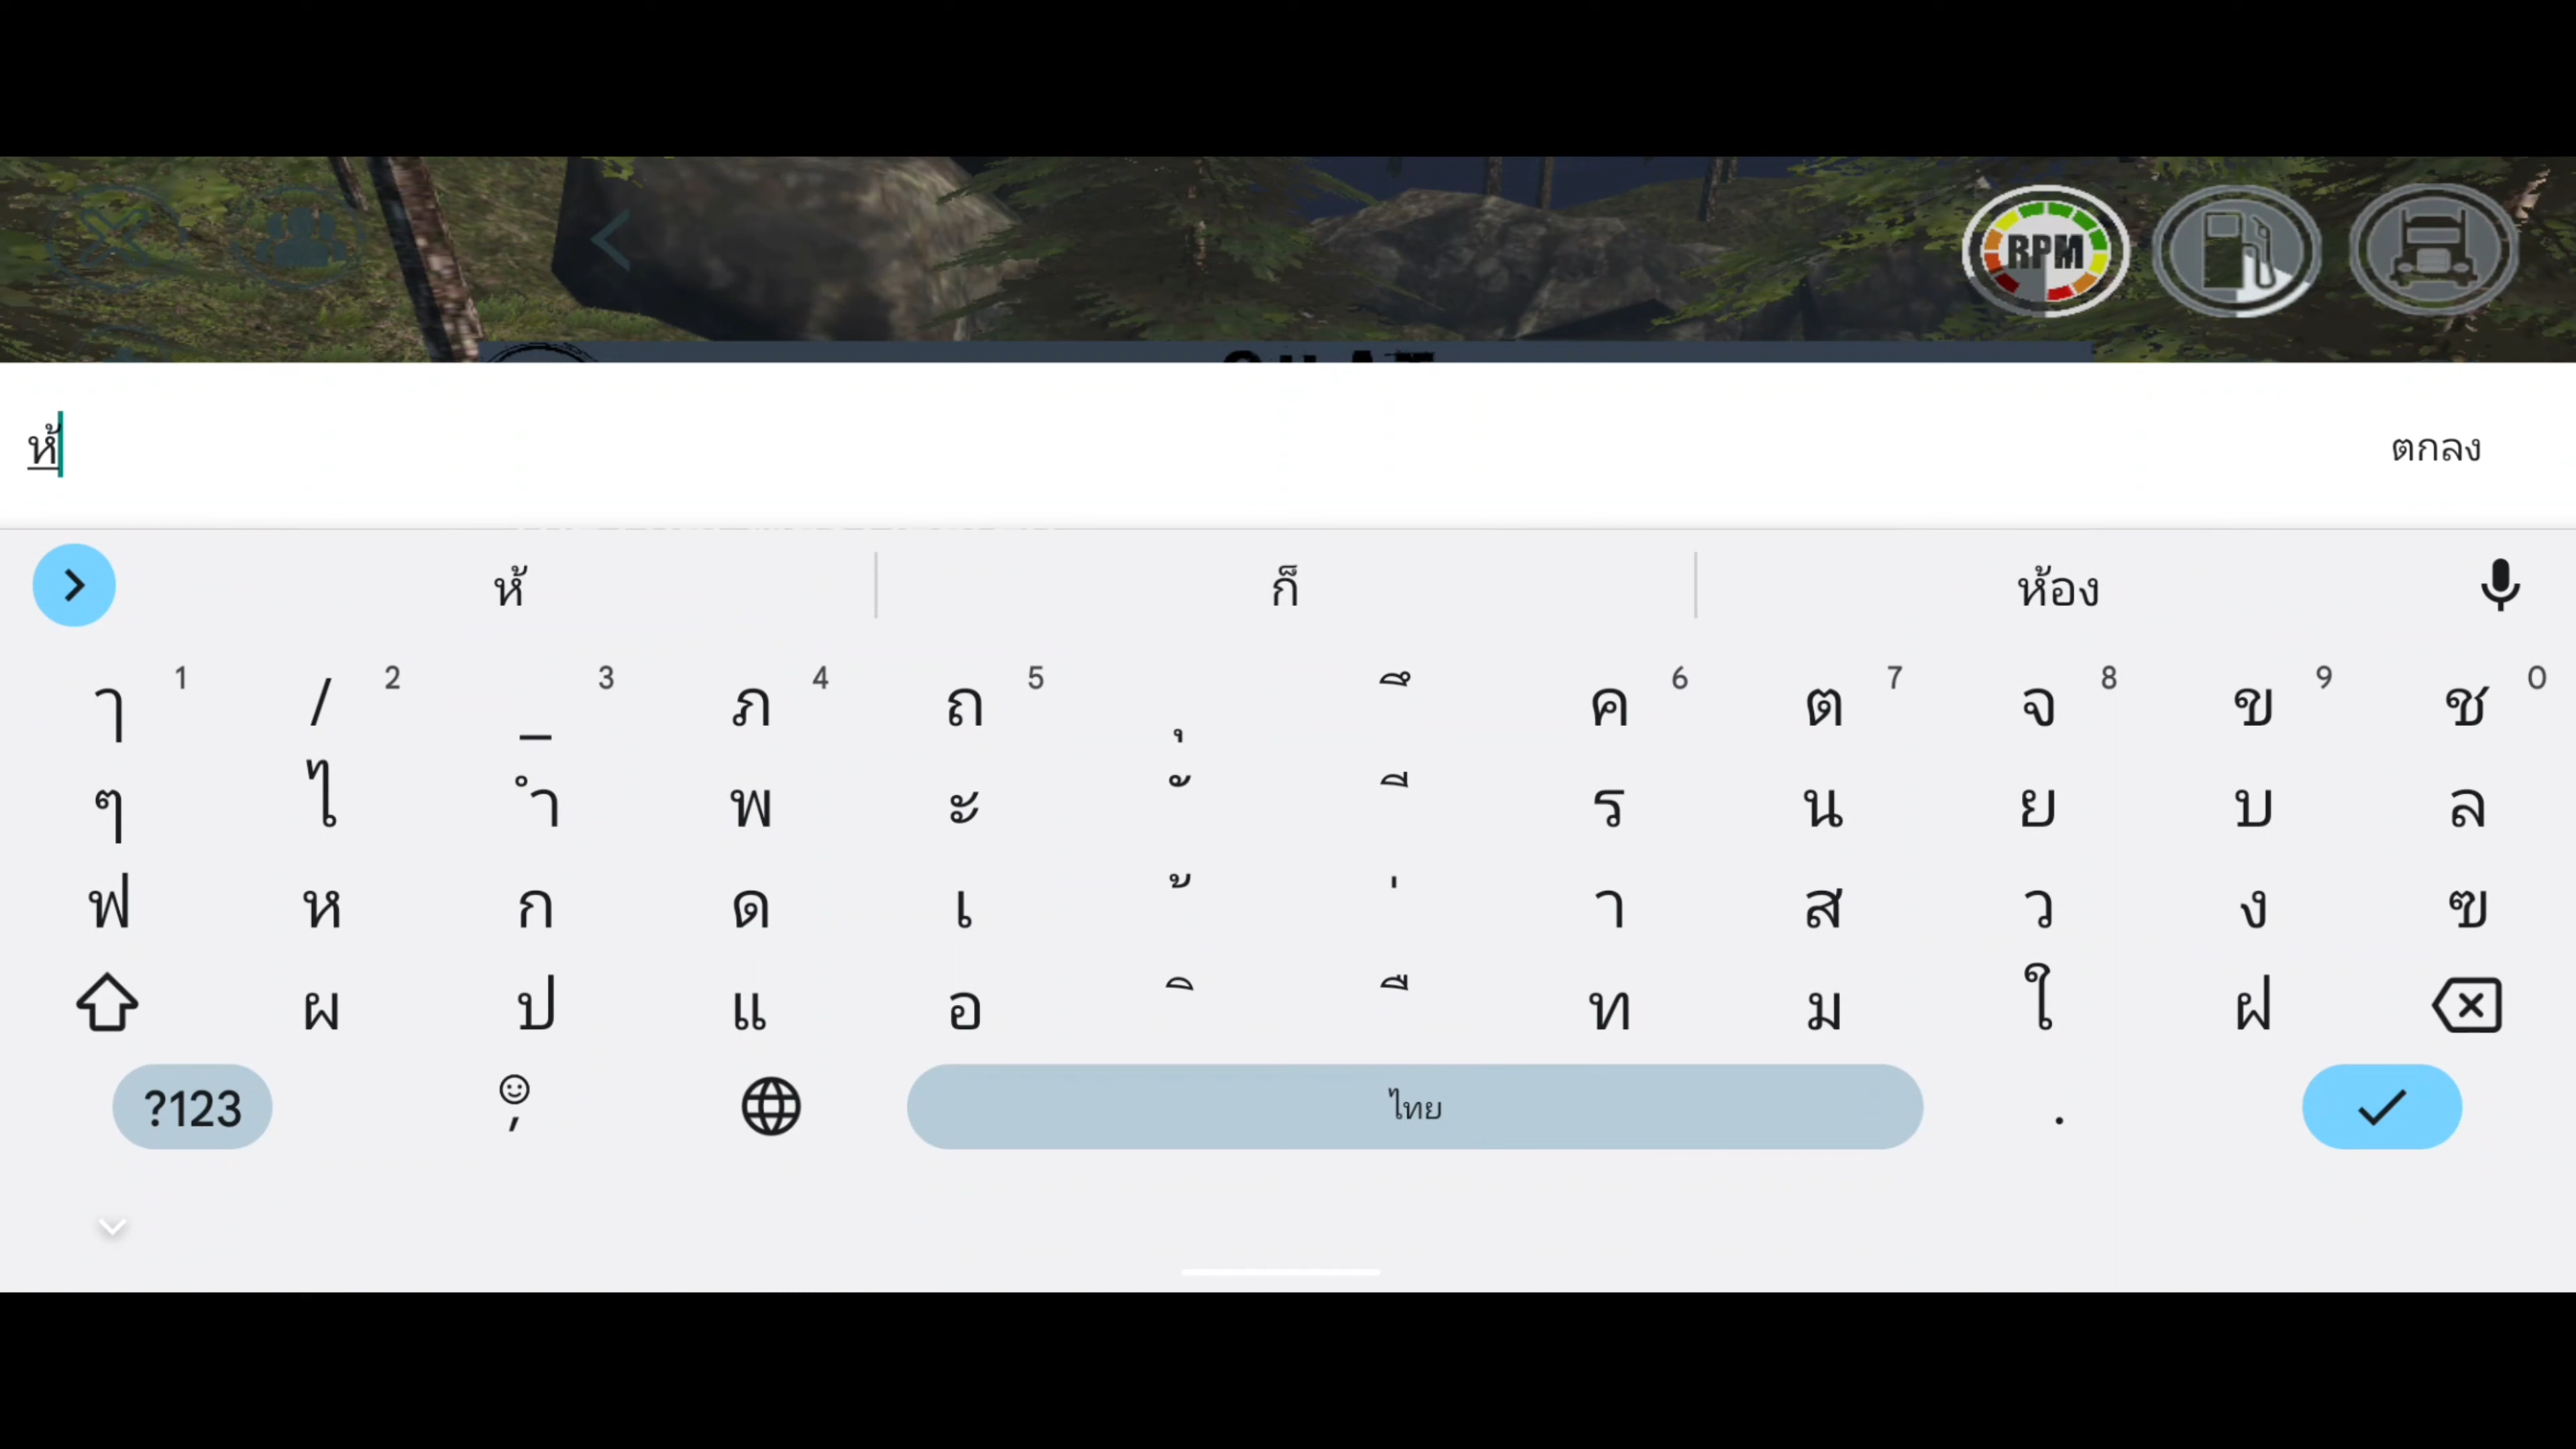 RPM
CHAT
ห้
ตกลง
ห้ ก็ ห้อง
ๅ 1 / 2 _ 3 ภ 4 ถ 5 ุ ึ ค 6 ต 7 จ 8 ข 9 ช 0
ๆ ไ ำ พ ะ ั ี ร น ย บ ล
ฟ ห ก ด เ ้ ่ า ส ว ง ฃ
ผ ป แ อ ิ ื ท ม ใ ฝ
?123 , ไทย .